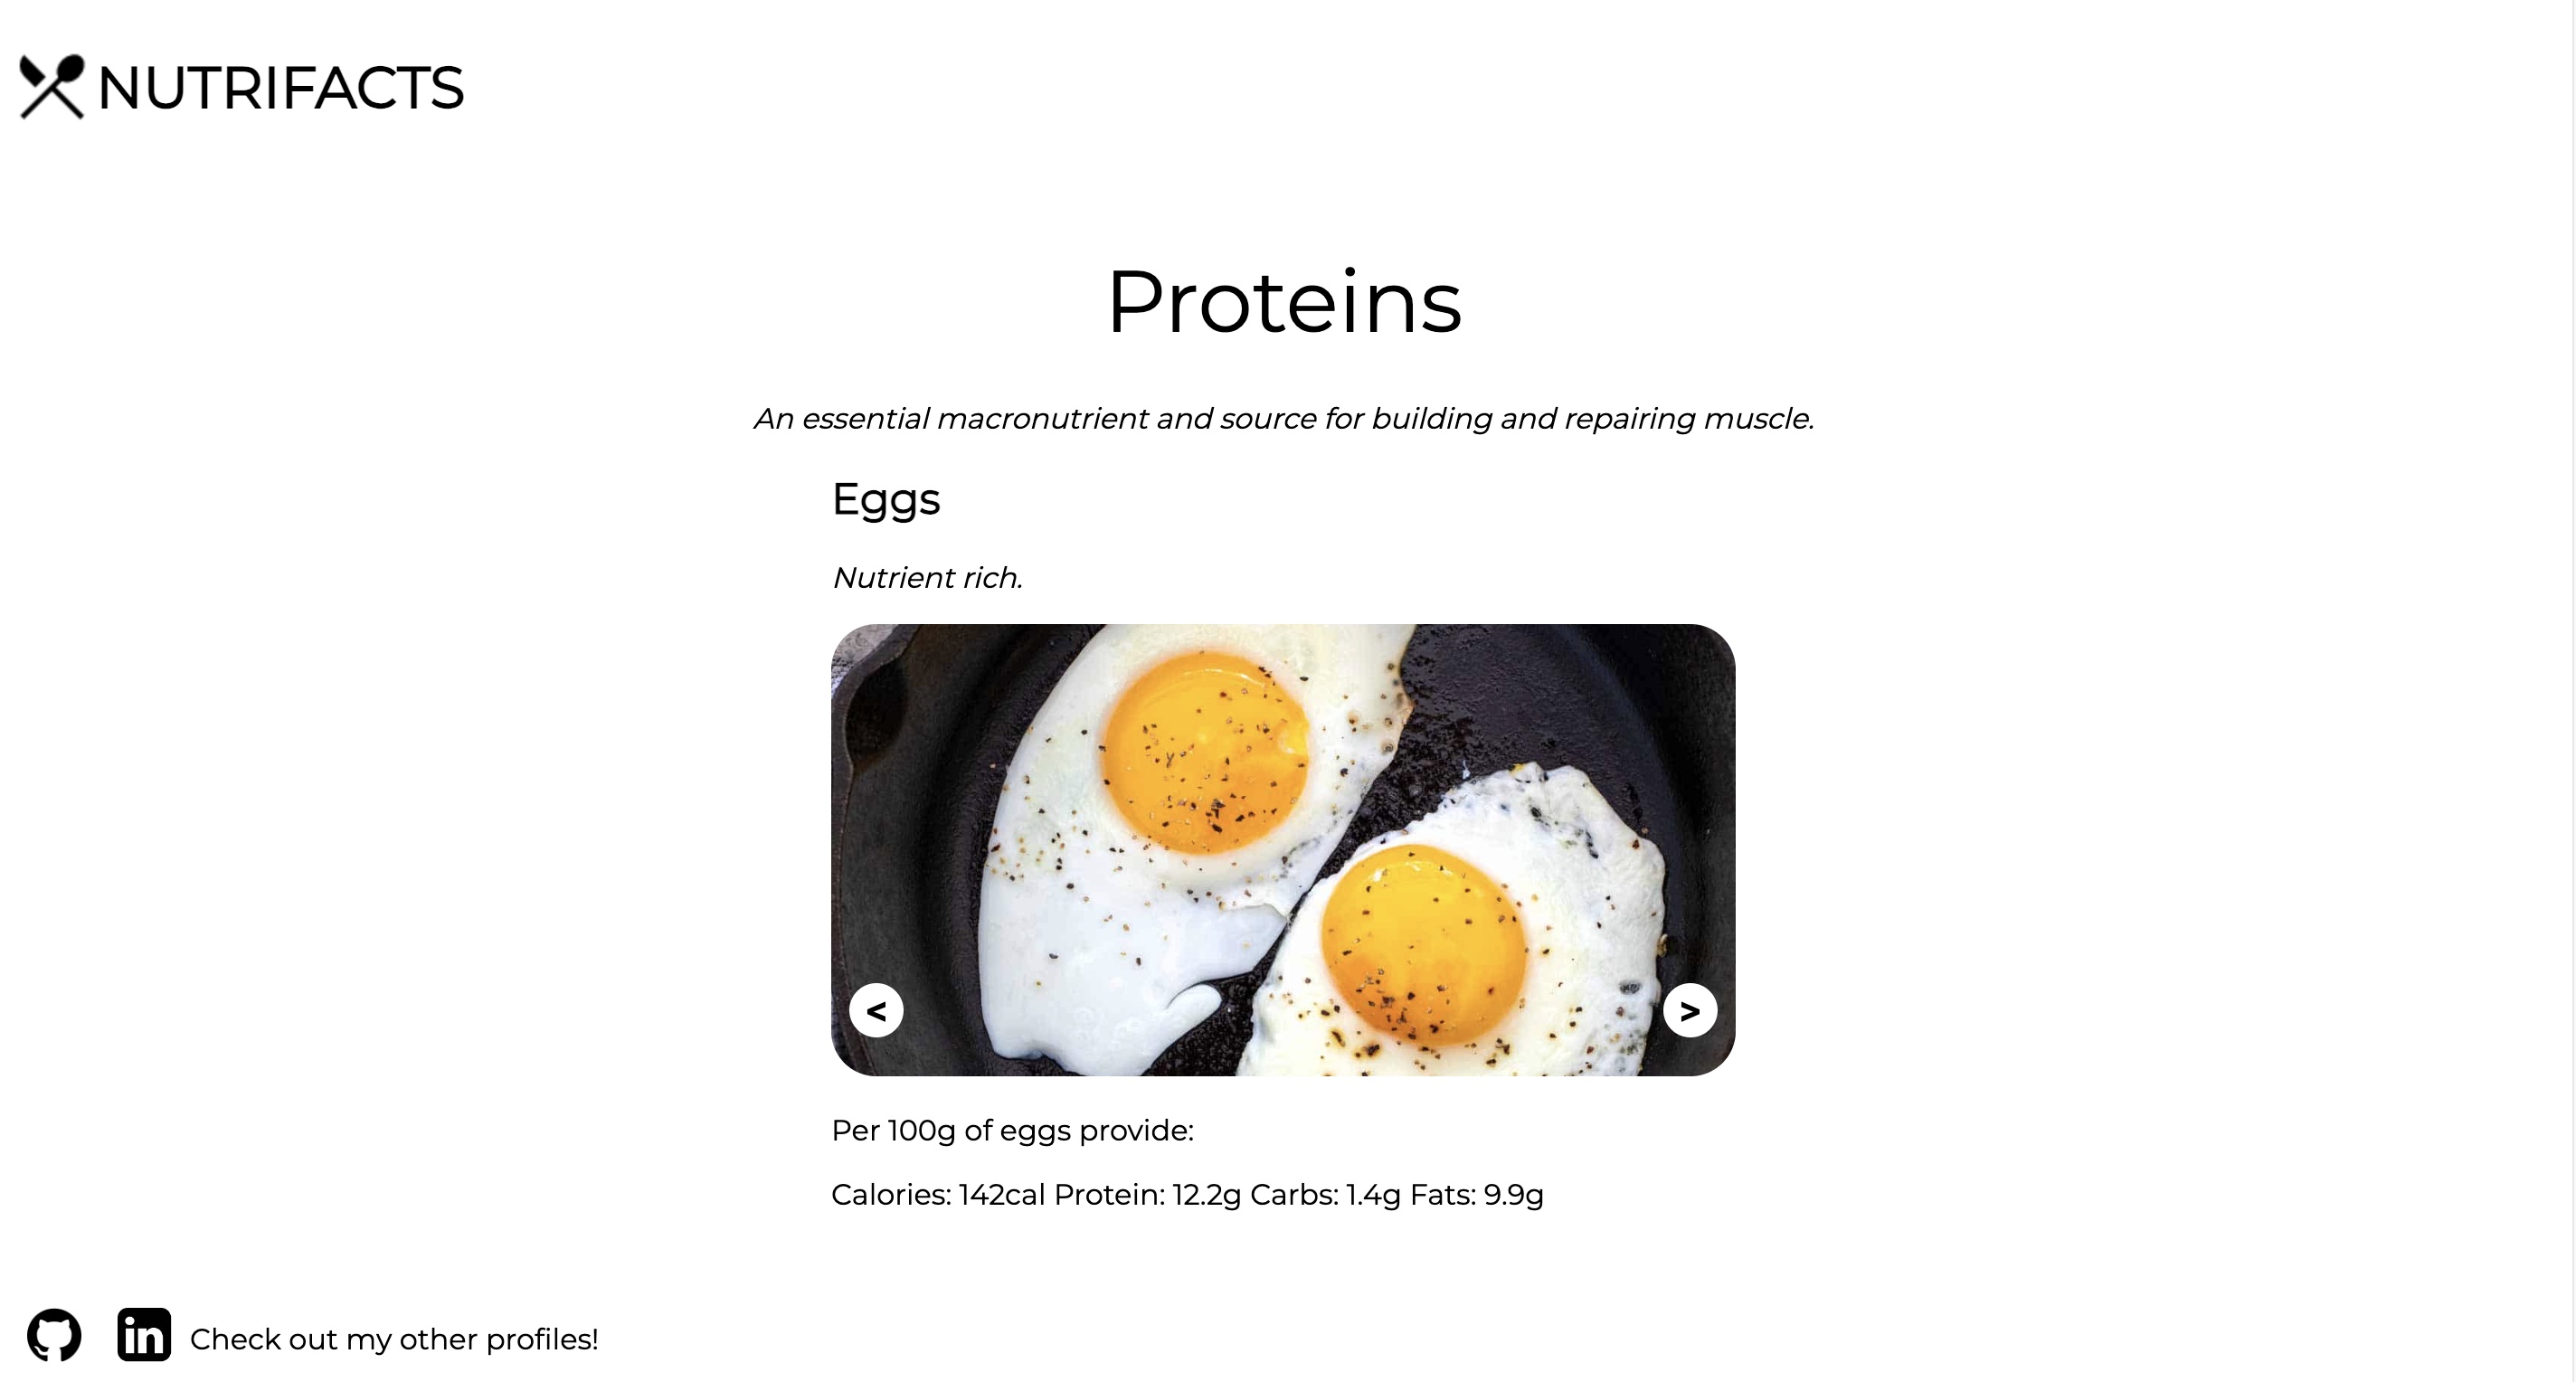 NUTRIFACTS
Proteins
An essential macronutrient and source for building and repairing muscle.
Eggs
Nutrient rich.
< >
Per 100g of eggs provide:
Calories: 142cal Protein: 12.2g Carbs: 1.4g Fats: 9.9g
in Check out my other profiles!